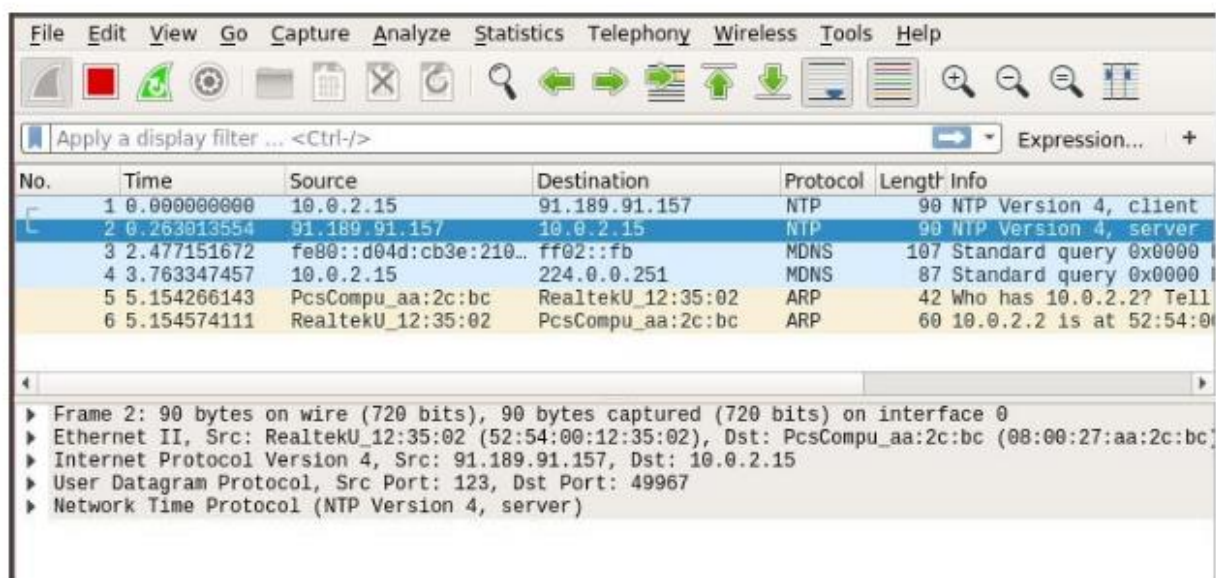 File Edit View Go Capture Analyze Statistics Telephony Wireless Tools Help
Apply a display filter ... <Ctrl-/> Expression... +
No. Time Source Destination Protocol Length Info
1 0.000000000 10.0.2.15 91.189.91.157 NTP 90 NTP Version 4, client
2 0.263013554 91.189.91.157 10.0.2.15 NTP 90 NTP Version 4, server
3 2.477151672 fe80::d04d:cb3e:210… ff02::fb MDNS 107 Standard query 0x0000
4 3.763347457 10.0.2.15 224.0.0.251 MDNS 87 Standard query 0x0000
5 5.154266143 PcsCompu_aa:2c:bc RealtekU_12:35:02 ARP 42 Who has 10.0.2.2? Tell
6 5.154574111 RealtekU_12:35:02 PcsCompu_aa:2c:bc ARP 60 10.0.2.2 is at 52:54:0
Frame 2: 90 bytes on wire (720 bits), 90 bytes captured (720 bits) on interface 0
Ethernet II, Src: RealtekU_12:35:02 (52:54:00:12:35:02), Dst: PcsCompu_aa:2c:bc (08:00:27:aa:2c:bc)
Internet Protocol Version 4, Src: 91.189.91.157, Dst: 10.0.2.15
User Datagram Protocol, Src Port: 123, Dst Port: 49967
Network Time Protocol (NTP Version 4, server)